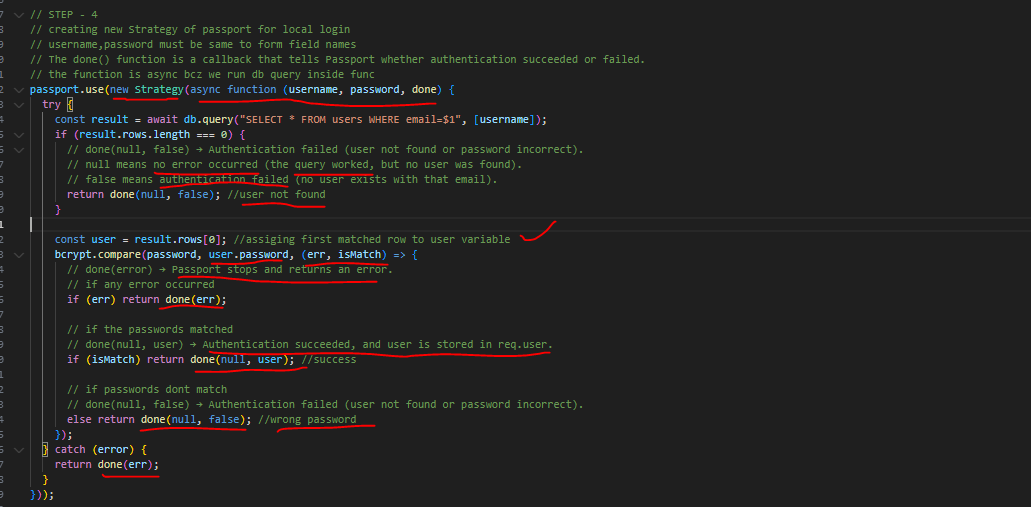 // STEP - 4
// creating new Strategy of passport for local login
// username,password must be same to form field names
// The done() function is a callback that tells Passport whether authentication succeeded or failed.
// the function is async bcz we run db query inside func
passport.use(new Strategy(async function (username, password, done) {
try {
const result = await db.query("SELECT * FROM users WHERE email=$1", [username]);
if (result.rows.length === 0) {
// done(null, false) → Authentication failed (user not found or password incorrect).
// null means no error occurred (the query worked, but no user was found).
// false means authentication failed (no user exists with that email).
return done(null, false); //user not found
}
const user = result.rows[0]; //assiging first matched row to user variable
bcrypt.compare(password, user.password, (err, isMatch) => {
// done(error) → Passport stops and returns an error.
// if any error occurred
if (err) return done(err);
// if the passwords matched
// done(null, user) → Authentication succeeded, and user is stored in req.user.
if (isMatch) return done(null, user); //success
// if passwords dont match
// done(null, false) → Authentication failed (user not found or password incorrect).
else return done(null, false); //wrong password
});
} catch (error) {
return done(err);
}
}));